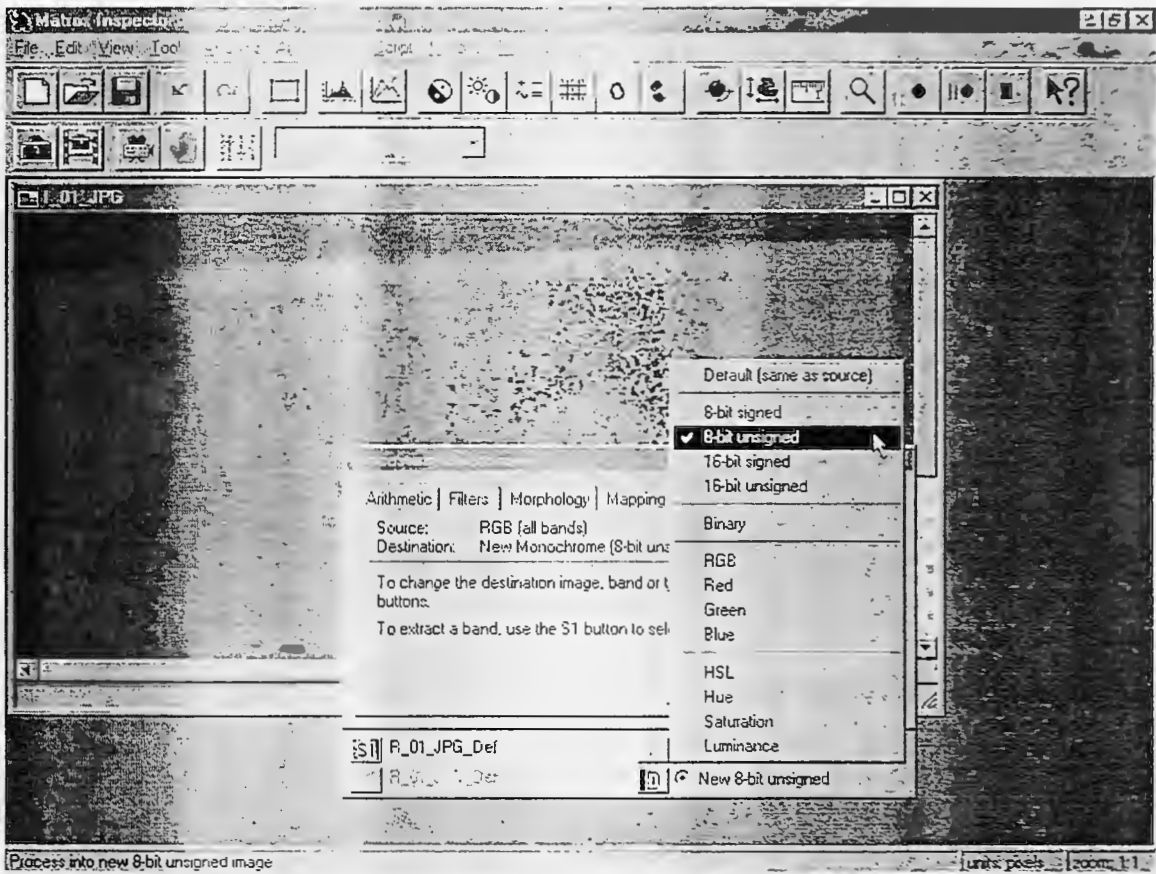 Matrox Inspector
File Edit View Tool
Script
R_01_JPG
Default (same as source)
8-bit signed
8-bit unsigned
16-bit signed
16-bit unsigned
Binary
RGB
Red
Green
Blue
HSL
Hue
Saturation
Luminance
Arithmetic Filters Morphology Mapping
Source: RGB (all bands)
Destination: New Monochrome (8-bit uns
To change the destination image, band or t
buttons.
To extract a band, use the S1 button to sele
S1 R_01_JPG_Def
New 8-bit unsigned
Process into new 8-bit unsigned image
units: pixels zoom: 1:1